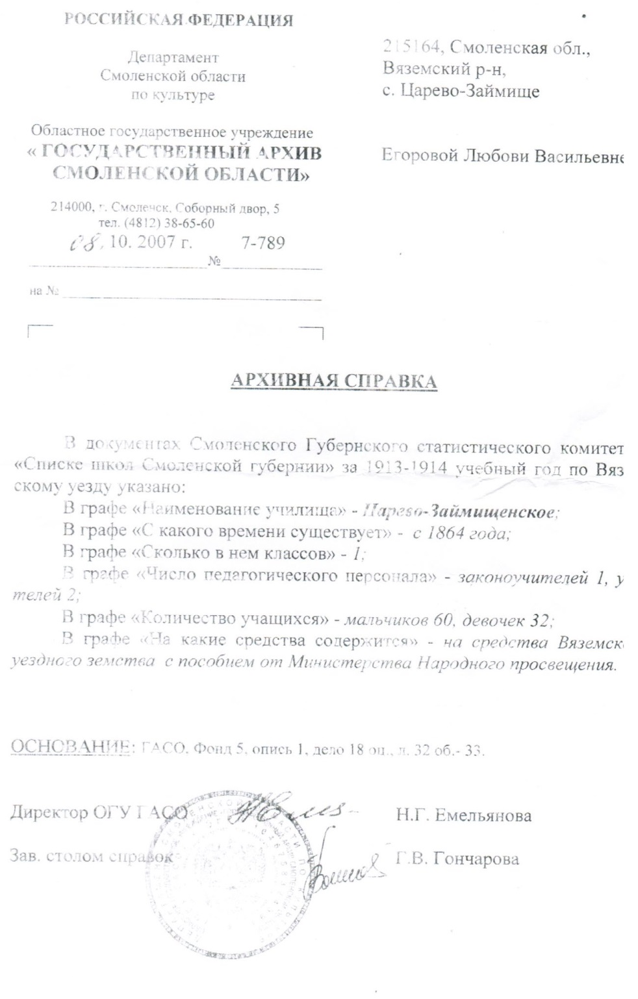 РОССИЙСКАЯ ФЕДЕРАЦИЯ
Департамент
Смоленской области
по культуре
Областное государственное учреждение
« ГОСУДАРСТВЕННЫЙ АРХИВ
СМОЛЕНСКОЙ ОБЛАСТИ»
214000, г. Смоленск, Соборный двор, 5
тел. (4812) 38-65-60
08. 10. 2007 г. 7-789
№
на №
215164, Смоленская обл.,
Вяземский р-н,
с. Царево-Займище
Егоровой Любови Васильевне
АРХИВНАЯ СПРАВКА
В документах Смоленского Губернского статистического комитет
«Списке школ Смоленской губернии» за 1913-1914 учебный год по Вяз
скому уезду указано:
В графе «Наименование училища» - Царево-Займищенское;
В графе «С какого времени существует» - с 1864 года;
В графе «Сколько в нем классов» - 1;
В графе «Число педагогического персонала» - законоучителей 1, у
телей 2;
В графе «Количество учащихся» - мальчиков 60, девочек 32;
В графе «На какие средства содержится» - на средства Вяземск
уездного земства с пособием от Министерства Народного просвещения.
ОСНОВАНИЕ: ГАСО. Фонд 5, опись 1, дело 18 оц., л. 32 об.- 33.
Директор ОГУ ГАСО Н.Г. Емельянова
Зав. столом справок Г.В. Гончарова